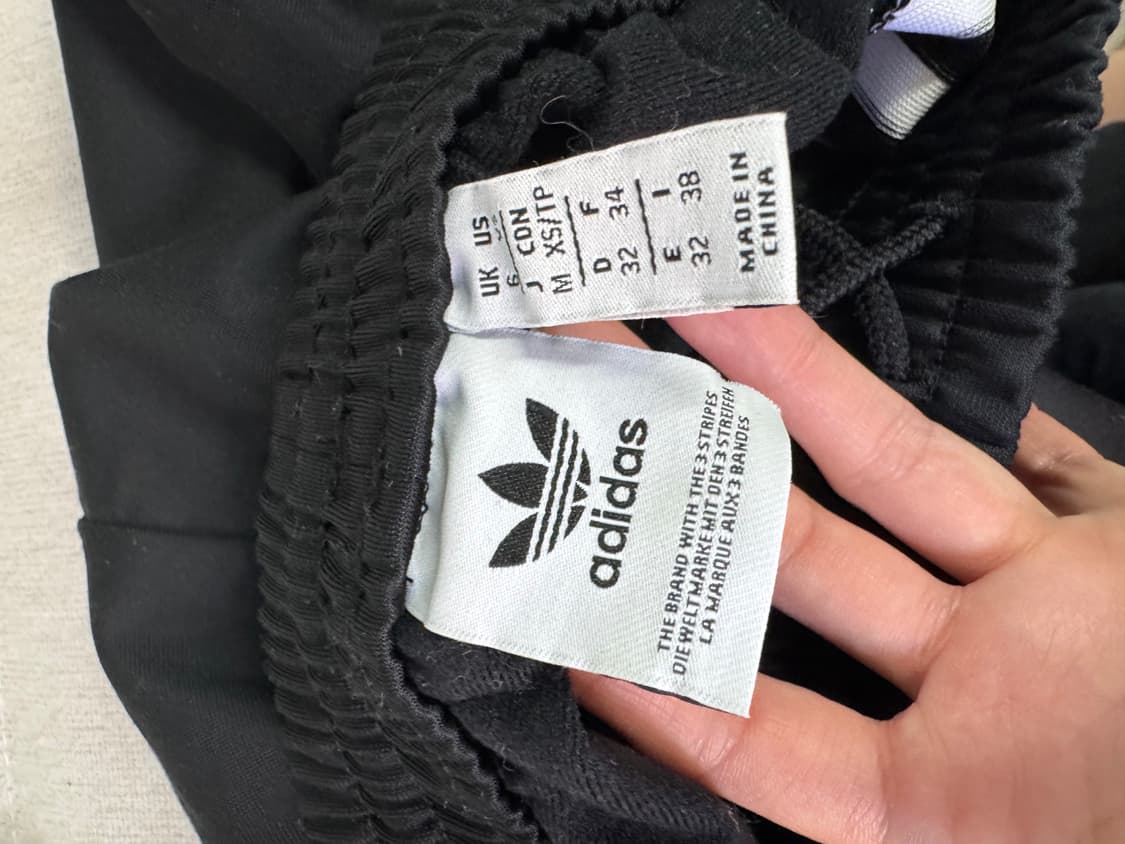 UK US
6
J CDN
M XS/TP
D F
32 34
E I
32 38
MADE IN
CHINA
adidas
THE BRAND WITH THE 3 STRIPES
DIE WELTMARKE MIT DEN 3 STREIFEN
LA MARQUE AUX 3 BANDES